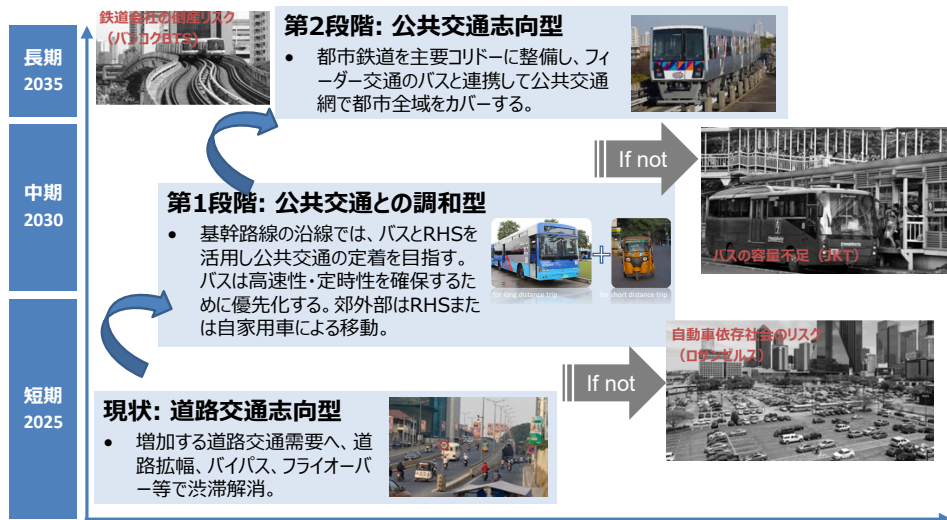 長期
2035
鉄道会社の倒産リスク
(バンコクBTS)
第2段階: 公共交通志向型
• 都市鉄道を主要コリドーに整備し、フィ
ーダー交通のバスと連携して公共交通
網で都市全域をカバーする。
If not
中期
2030
第1段階: 公共交通との調和型
• 基幹路線の沿線では、バスとRHSを
活用し公共交通の定着を目指す。
バスは高速性・定時性を確保するた
めに優先化する。郊外部はRHSまた
は自家用車による移動。
for long distance trip
for short distance trip
バスの容量不足(JKT)
短期
2025
If not
自動車依存社会のリスク
(ロサンゼルス)
現状: 道路交通志向型
• 増加する道路交通需要へ、道
路拡幅、バイパス、フライオーバ
ー等で渋滞解消。